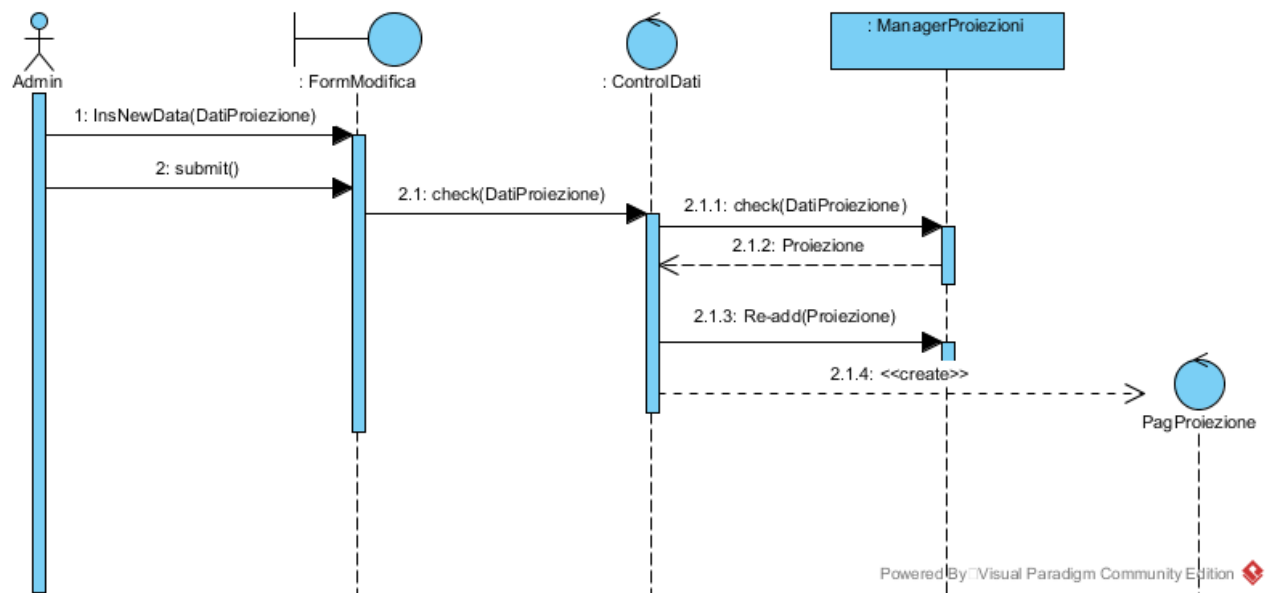 : ManagerProiezioni
Admin
: FormModifica
: ControlDati
1: InsNewData(DatiProiezione)
2: submit()
2.1: check(DatiProiezione)
2.1.1: check(DatiProiezione)
2.1.2: Proiezione
2.1.3: Re-add(Proiezione)
2.1.4: <<create>>
PagProiezione
Powered By Visual Paradigm Community Edition